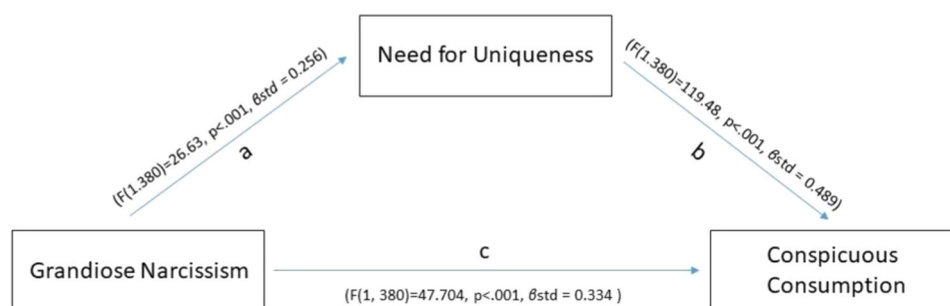 Need for Uniqueness
(F(1.380)=26.63, p<.001, βstd = 0.256)
a
(F(1.380)=119.48, p<.001, βstd = 0.489)
b
Grandiose Narcissism
c
(F(1, 380)=47.704, p<.001, βstd = 0.334 )
Conspicuous
Consumption